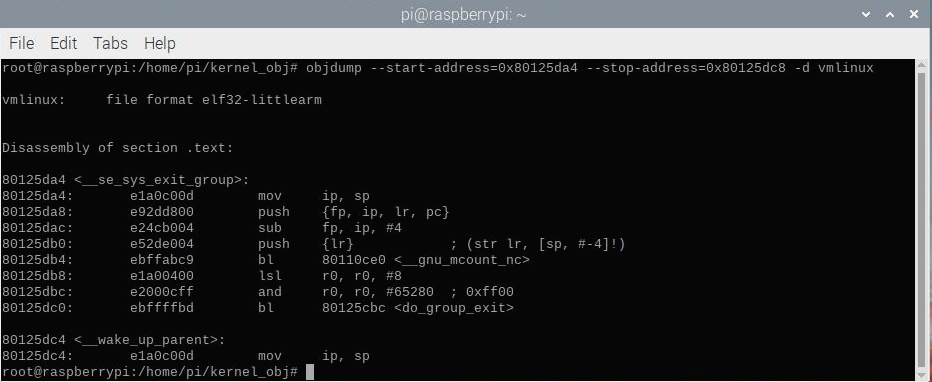 pi@raspberrypi: ~
File Edit Tabs Help
root@raspberrypi:/home/pi/kernel_obj# objdump --start-address=0x80125da4 --stop-address=0x80125dc8 -d vmlinux
vmlinux:     file format elf32-littlearm
Disassembly of section .text:
80125da4 <__se_sys_exit_group>:
80125da4:       e1a0c00d        mov     ip, sp
80125da8:       e92dd800        push    {fp, ip, lr, pc}
80125dac:       e24cb004        sub     fp, ip, #4
80125db0:       e52de004        push    {lr}            ; (str lr, [sp, #-4]!)
80125db4:       ebffabc9        bl      80110ce0 <__gnu_mcount_nc>
80125db8:       e1a00400        lsl     r0, r0, #8
80125dbc:       e2000cff        and     r0, r0, #65280  ; 0xff00
80125dc0:       ebffffbd        bl      80125cbc <do_group_exit>
80125dc4 <__wake_up_parent>:
80125dc4:       e1a0c00d        mov     ip, sp
root@raspberrypi:/home/pi/kernel_obj#